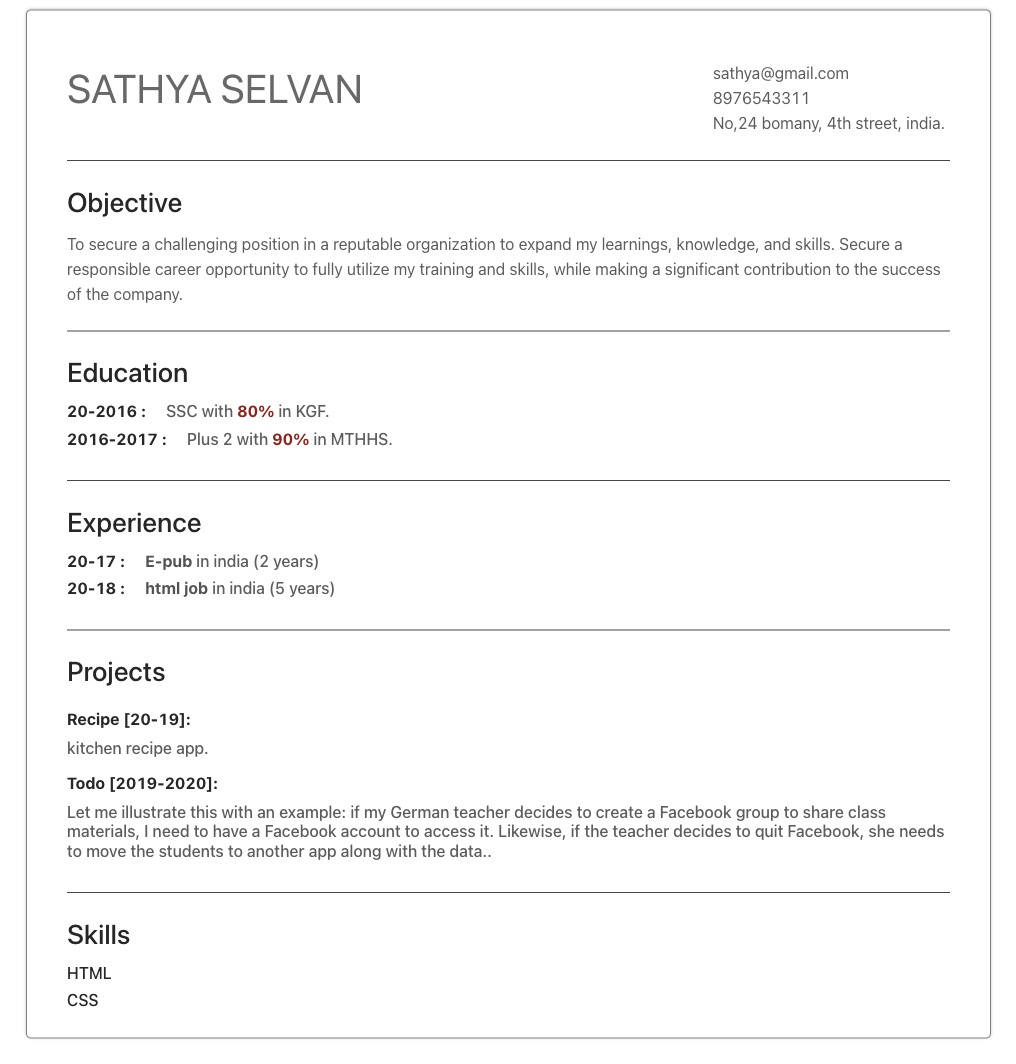 SATHYA SELVAN
sathya@gmail.com
8976543311
No,24 bomany, 4th street, india.
Objective
To secure a challenging position in a reputable organization to expand my learnings, knowledge, and skills. Secure a
responsible career opportunity to fully utilize my training and skills, while making a significant contribution to the success
of the company.
Education
20-2016 : SSC with 80% in KGF.
2016-2017 : Plus 2 with 90% in MTHHS.
Experience
20-17 : E-pub in india (2 years)
20-18 : html job in india (5 years)
Projects
Recipe [20-19]:
kitchen recipe app.
Todo [2019-2020]:
Let me illustrate this with an example: if my German teacher decides to create a Facebook group to share class
materials, I need to have a Facebook account to access it. Likewise, if the teacher decides to quit Facebook, she needs
to move the students to another app along with the data..
Skills
HTML
CSS